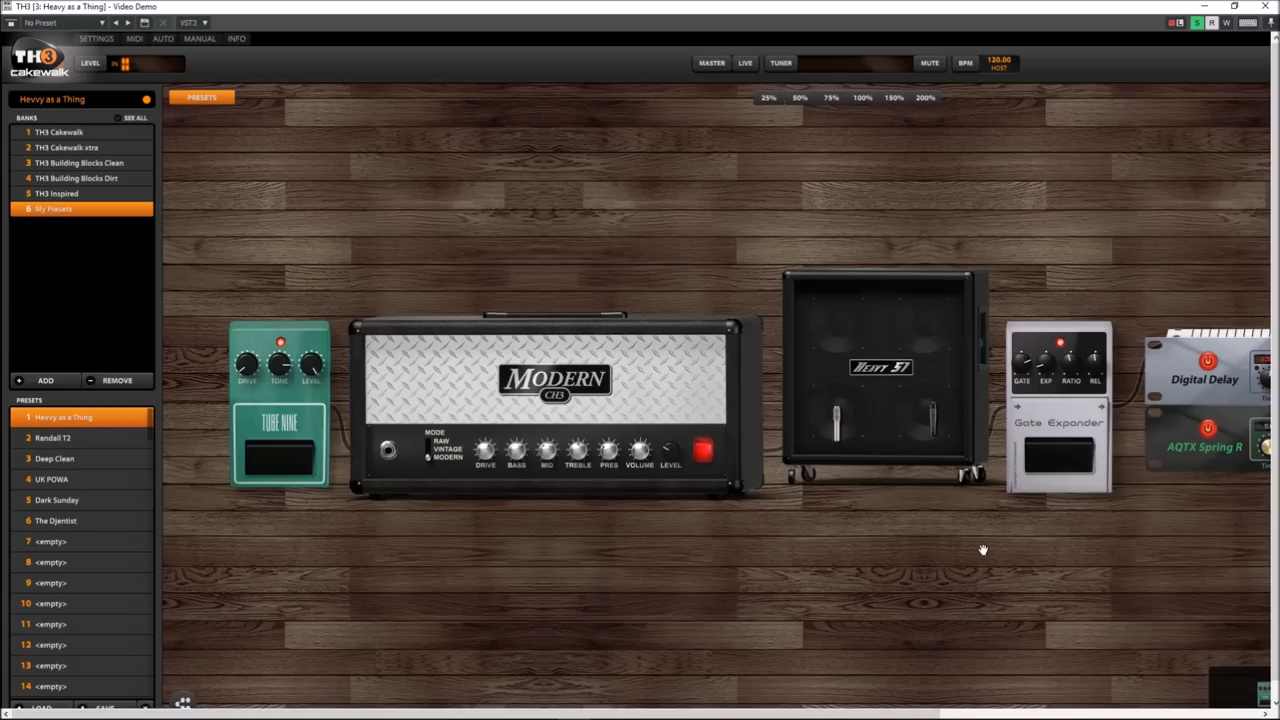 TH3 [3: Heavy as a Thing] - Video Demo
No Preset
VST3
L
S
R
W
SETTINGS
MIDI
AUTO
MANUAL
INFO
TH3
cakewalk
LEVEL
IN
MASTER
LIVE
TUNER
MUTE
BPM
120.00
HOST
Hevvy as a Thing
PRESETS
25%
50%
75%
100%
150%
200%
BANKS
SEE ALL
1 TH3 Cakewalk
2 TH3 Cakewalk xtra
3 TH3 Building Blocks Clean
4 TH3 Building Blocks Dirt
5 TH3 Inspired
6 My Presets
ADD
REMOVE
PRESETS
1 Hevvy as a Thing
2 Randall T2
3 Deep Clean
4 UK POWA
5 Dark Sunday
6 The Djentist
7 <empty>
8 <empty>
9 <empty>
10 <empty>
11 <empty>
12 <empty>
13 <empty>
14 <empty>
LOAD
SAVE
DRIVE
TONE
LEVEL
TUBE NINE
MODERN
CH3
MODE
RAW
VINTAGE
MODERN
DRIVE
BASS
MID
TREBLE
PRES
VOLUME
LEVEL
HEAVY 57
GATE
EXP
RATIO
REL
Gate Expander
Digital Delay
AQTX Spring R